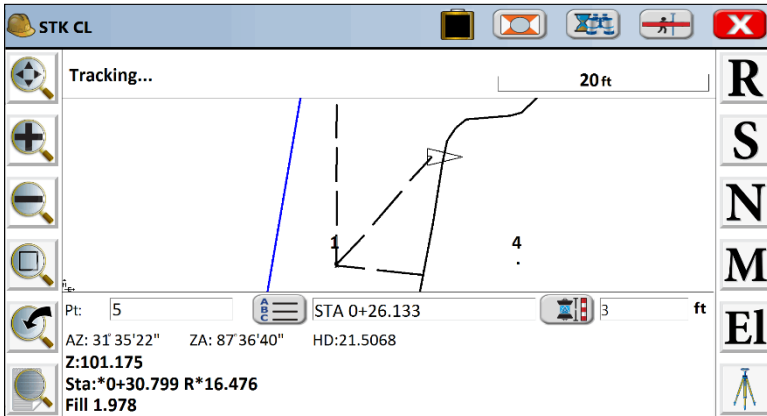 STK CL
X
Tracking...
20 ft
R
S
N
M
El
1
4
Pt:
5
A
B
C
STA 0+26.133
3
ft
AZ: 31°35'22"
ZA: 87°36'40"
HD:21.5068
Z:101.175
Sta:*0+30.799 R*16.476
Fill 1.978